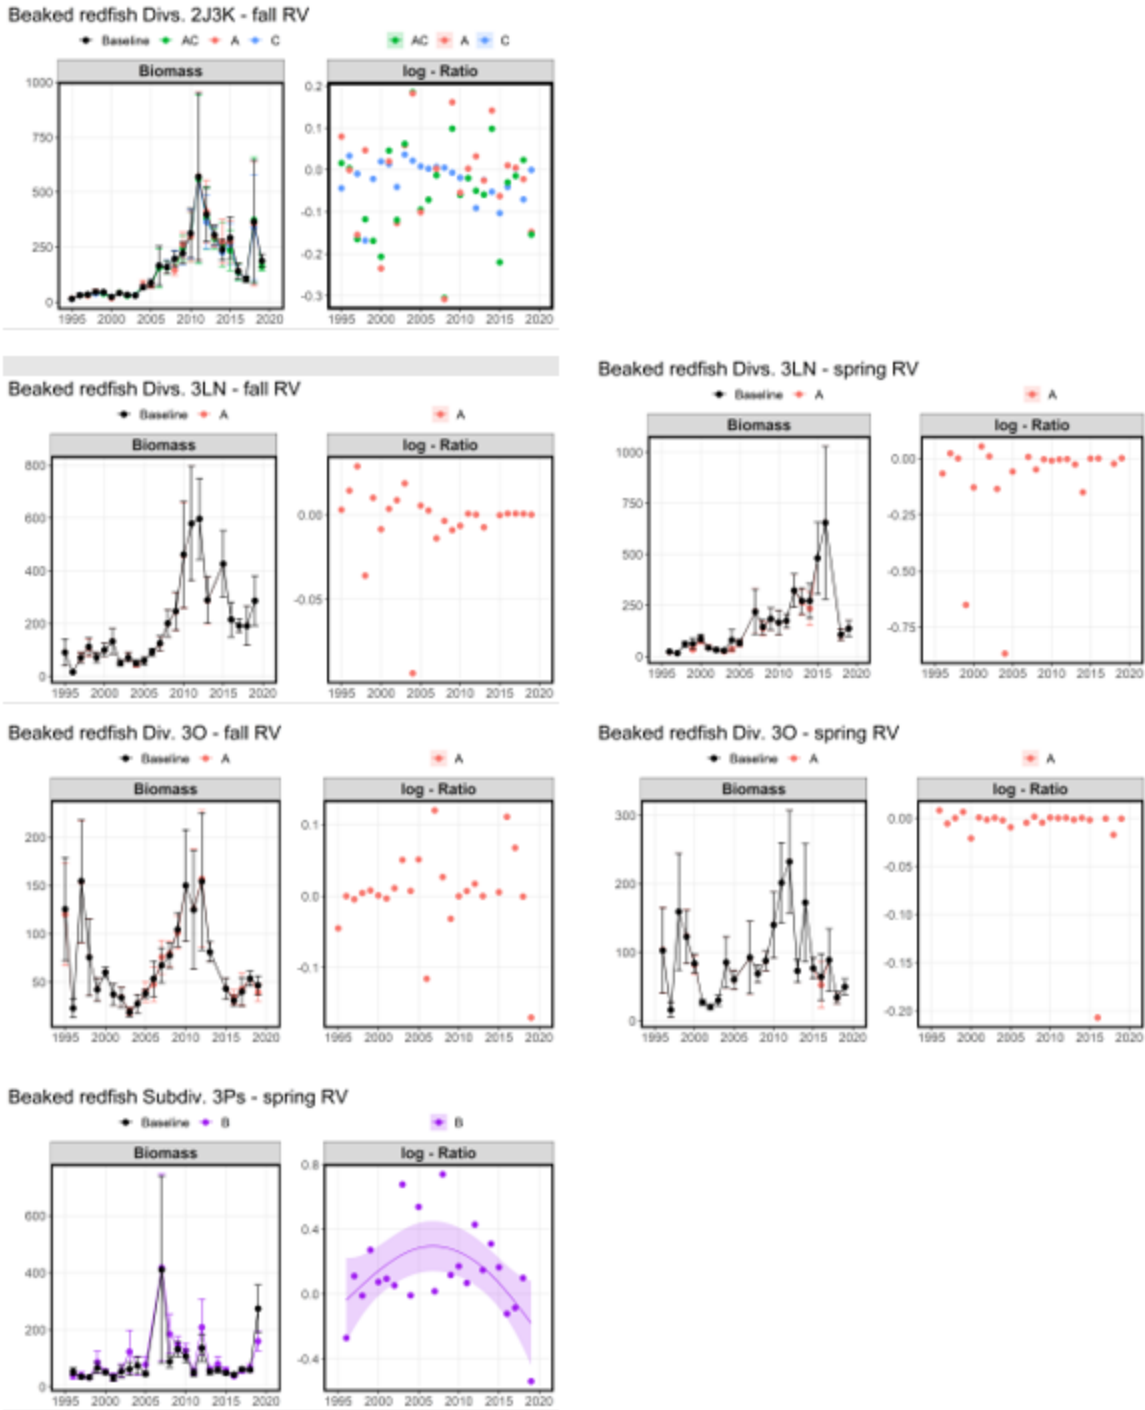 Beaked redfish Divs. 2J3K - fall RV
Baseline AC A C
AC A C
Biomass
log - Ratio
1000
750
500
250
0
1995 2000 2005 2010 2015 2020
0.2
0.1
0.0
-0.1
-0.2
-0.3
1995 2000 2005 2010 2015 2020
Beaked redfish Divs. 3LN - fall RV
Baseline A
A
Biomass
log - Ratio
800
600
400
200
0
1995 2000 2005 2010 2015 2020
0.00
-0.05
1995 2000 2005 2010 2015 2020
Beaked redfish Divs. 3LN - spring RV
Baseline A
A
Biomass
log - Ratio
1000
750
500
250
0
1995 2000 2005 2010 2015 2020
0.00
-0.25
-0.50
-0.75
1995 2000 2005 2010 2015 2020
Beaked redfish Div. 3O - fall RV
Baseline A
A
Biomass
log - Ratio
200
150
100
50
1995 2000 2005 2010 2015 2020
0.1
0.0
-0.1
1995 2000 2005 2010 2015 2020
Beaked redfish Div. 3O - spring RV
Baseline A
A
Biomass
log - Ratio
300
200
100
0
1995 2000 2005 2010 2015 2020
0.00
-0.05
-0.10
-0.15
-0.20
1995 2000 2005 2010 2015 2020
Beaked redfish Subdiv. 3Ps - spring RV
Baseline B
B
Biomass
log - Ratio
600
400
200
0
1995 2000 2005 2010 2015 2020
0.8
0.4
0.0
-0.4
1995 2000 2005 2010 2015 2020